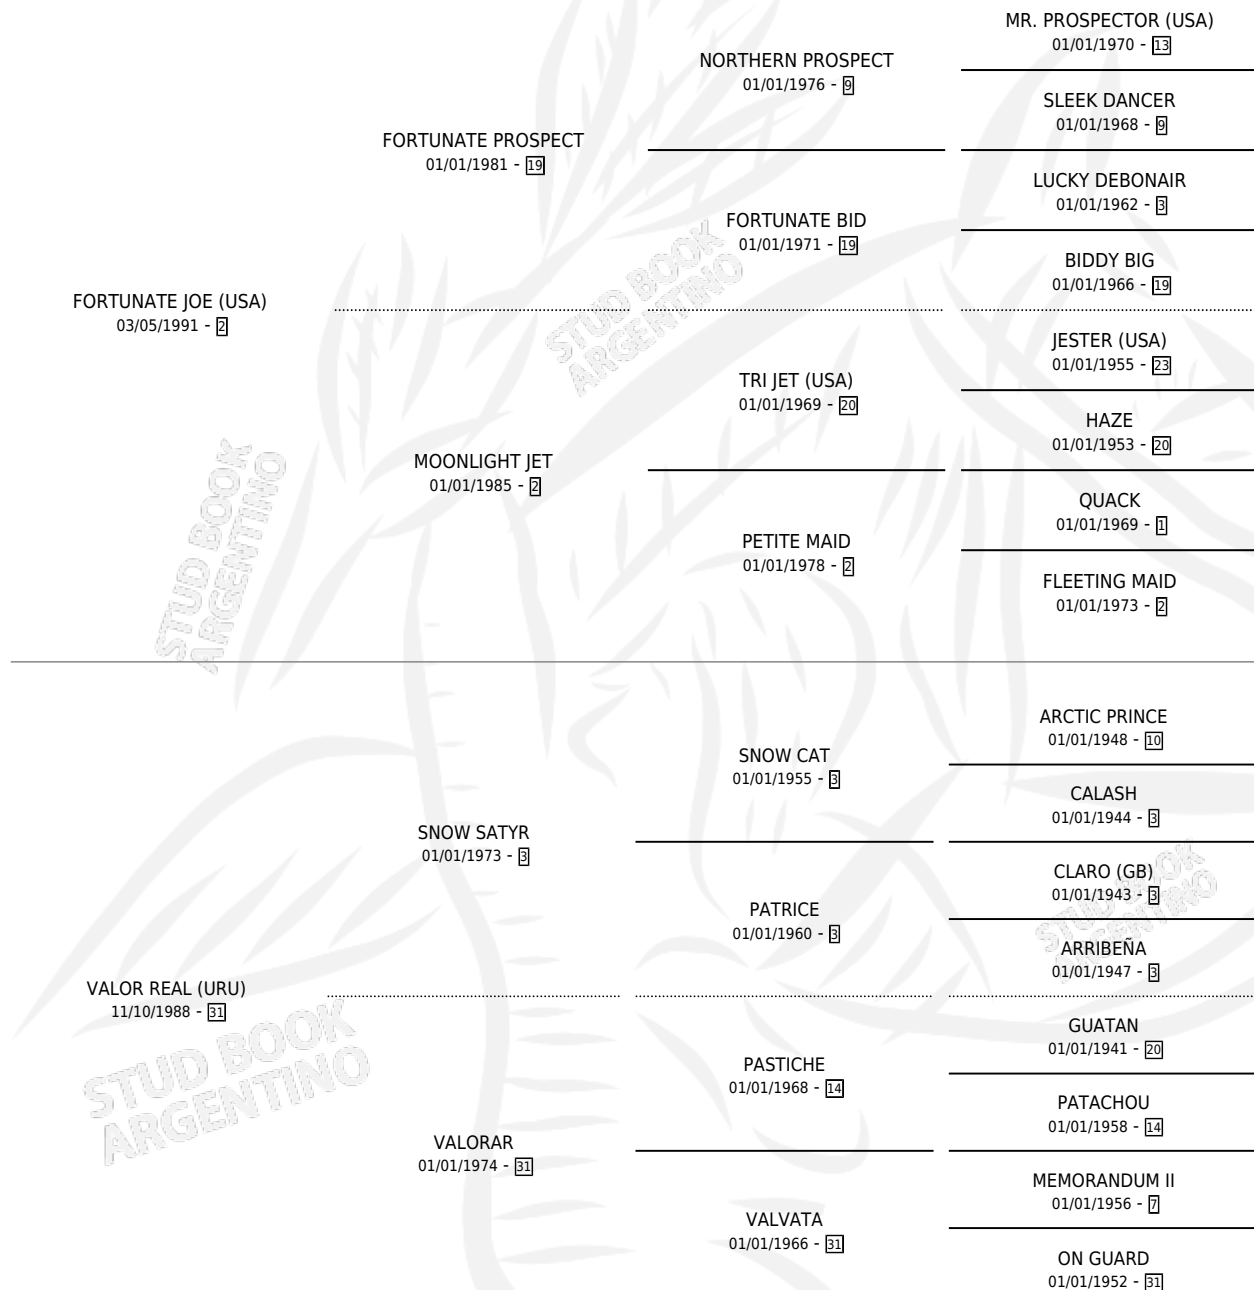 MR. PROSPECTOR (USA)
01/01/1970 - 13
NORTHERN PROSPECT
01/01/1976 - 9
SLEEK DANCER
01/01/1968 - 9
FORTUNATE PROSPECT
01/01/1981 - 19
LUCKY DEBONAIR
01/01/1962 - 3
FORTUNATE BID
01/01/1971 - 19
BIDDY BIG
01/01/1966 - 19
FORTUNATE JOE (USA)
03/05/1991 - 2
JESTER (USA)
01/01/1955 - 23
TRI JET (USA)
01/01/1969 - 20
HAZE
01/01/1953 - 20
MOONLIGHT JET
01/01/1985 - 2
QUACK
01/01/1969 - 1
PETITE MAID
01/01/1978 - 2
FLEETING MAID
01/01/1973 - 2
ARCTIC PRINCE
01/01/1948 - 10
SNOW CAT
01/01/1955 - 3
CALASH
01/01/1944 - 3
SNOW SATYR
01/01/1973 - 3
CLARO (GB)
01/01/1943 - 3
PATRICE
01/01/1960 - 3
ARRIBEÑA
01/01/1947 - 3
VALOR REAL (URU)
11/10/1988 - 31
GUATAN
01/01/1941 - 20
PASTICHE
01/01/1968 - 14
PATACHOU
01/01/1958 - 14
VALORAR
01/01/1974 - 31
MEMORANDUM II
01/01/1956 - 7
VALVATA
01/01/1966 - 31
ON GUARD
01/01/1952 - 31
STUD BOOK
ARGENTINO
STUD BOOK
ARGENTINO
STUD BOOK
ARGENTINO
STUD BOOK
ARGENTINO